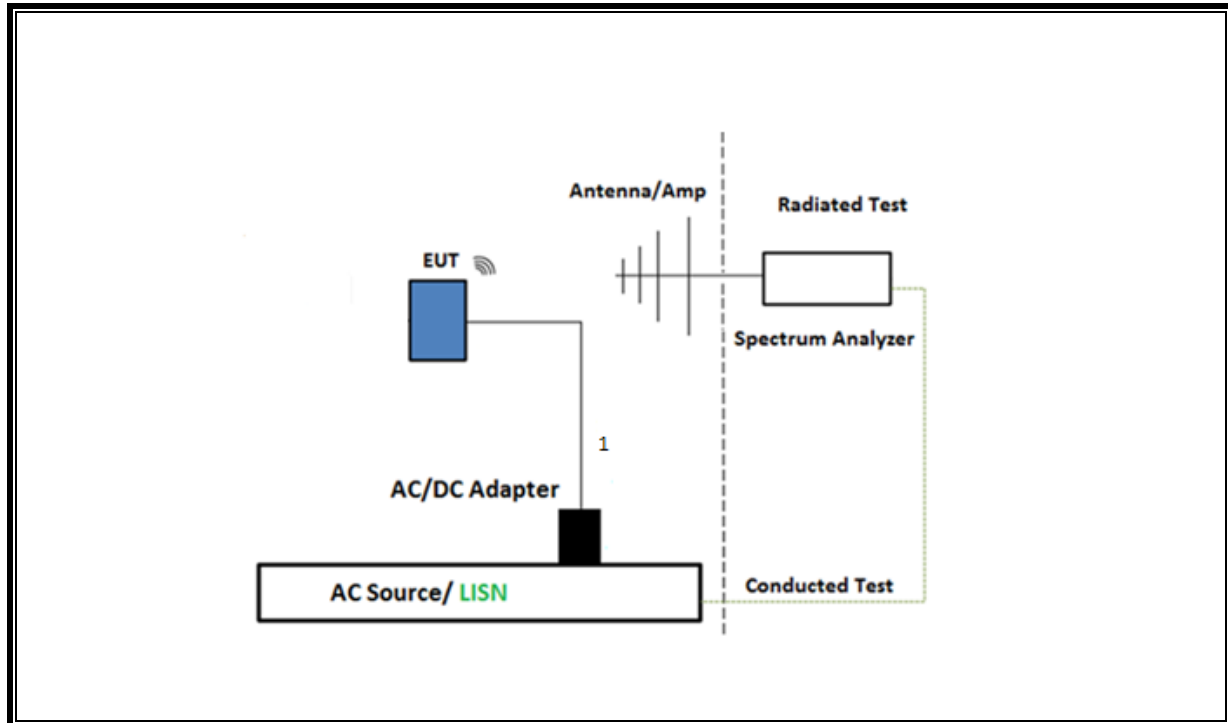 Antenna/Amp
Radiated Test
EUT
Spectrum Analyzer
1
AC/DC Adapter
AC Source/ LISN
Conducted Test